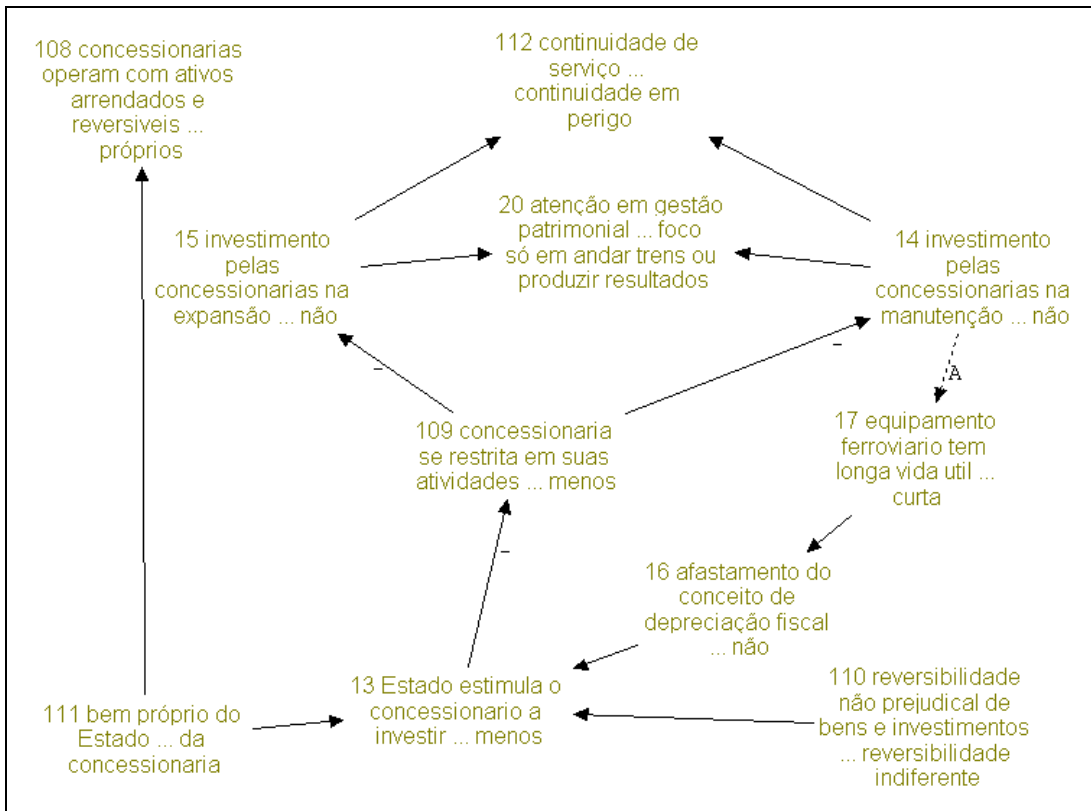 108 concessionarias
operam com ativos
arrendados e
reversiveis ...
próprios
112 continuidade de
serviço ...
continuidade em
perigo
20 atenção em gestão
patrimonial ... foco
só em andar trens ou
produzir resultados
15 investimento
pelas
concessionarias na
expansão ... não
14 investimento
pelas
concessionarias na
manutenção ... não
–
–
A
109 concessionaria
se restrita em suas
atividades ... menos
17 equipamento
ferroviario tem
longa vida util ...
curta
–
16 afastamento do
conceito de
depreciação fiscal
... não
13 Estado estimula o
concessionario a
investir ... menos
110 reversibilidade
não prejudical de
bens e investimentos
... reversibilidade
indiferente
111 bem próprio do
Estado ... da
concessionaria